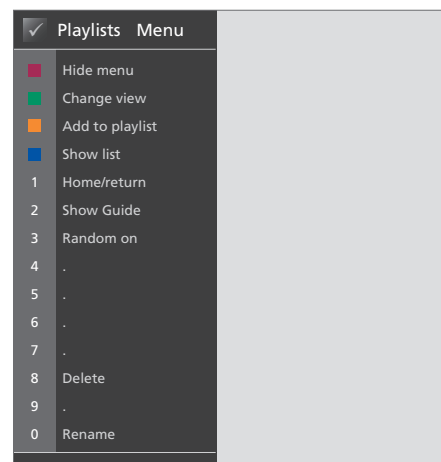 Playlists Menu
Hide menu
Change view
Add to playlist
Show list
1 Home/return
2 Show Guide
3 Random on
4 .
5 .
6 .
7 .
8 Delete
9 .
0 Rename